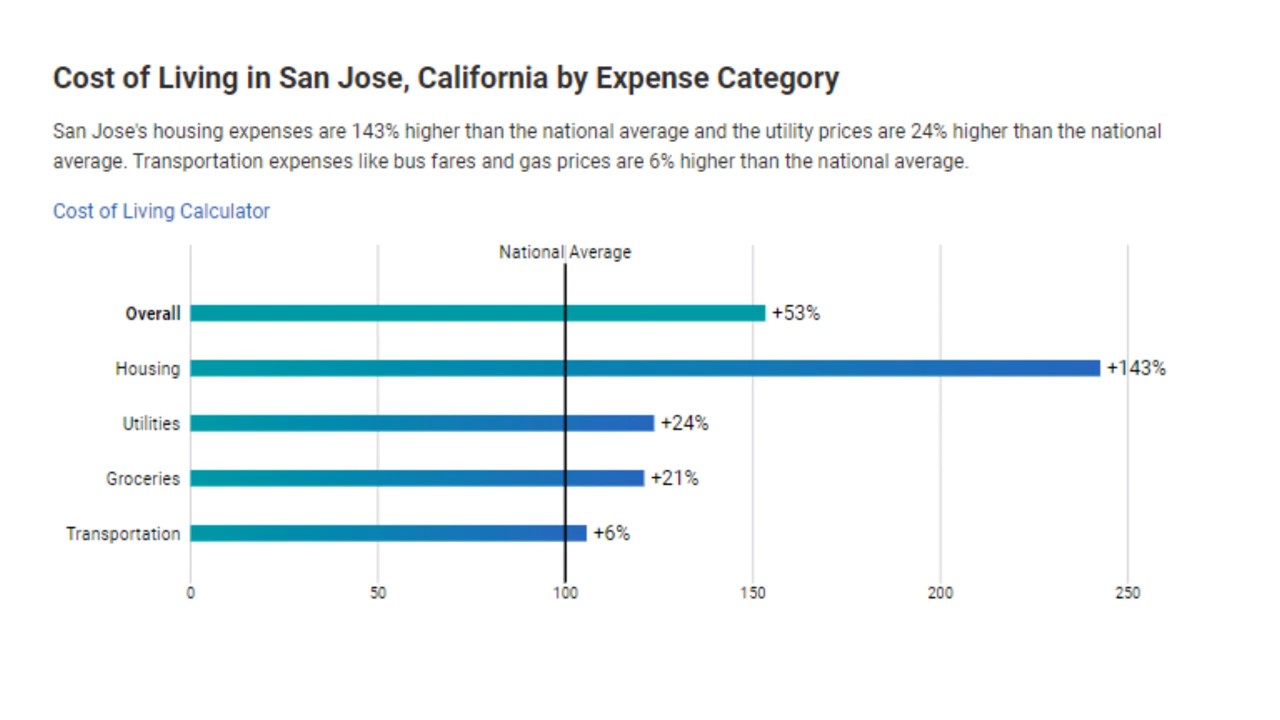 Cost of Living in San Jose, California by Expense Category
San Jose's housing expenses are 143% higher than the national average and the utility prices are 24% higher than the national
average. Transportation expenses like bus fares and gas prices are 6% higher than the national average.
Cost of Living Calculator
National Average
Overall +53%
Housing +143%
Utilities +24%
Groceries +21%
Transportation +6%
0 50 100 150 200 250